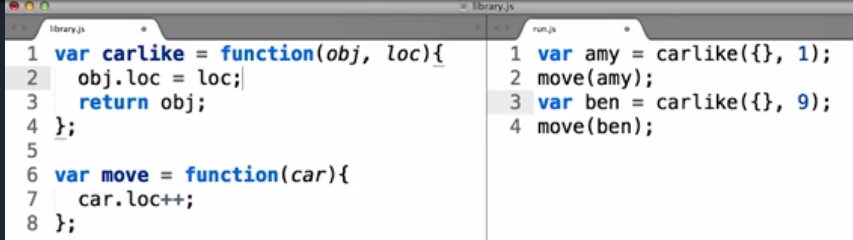 library.js
library.js
1 var carlike = function(obj, loc){
2   obj.loc = loc;
3   return obj;
4 };
5
6 var move = function(car){
7   car.loc++;
8 };
run.js
1 var amy = carlike({}, 1);
2 move(amy);
3 var ben = carlike({}, 9);
4 move(ben);